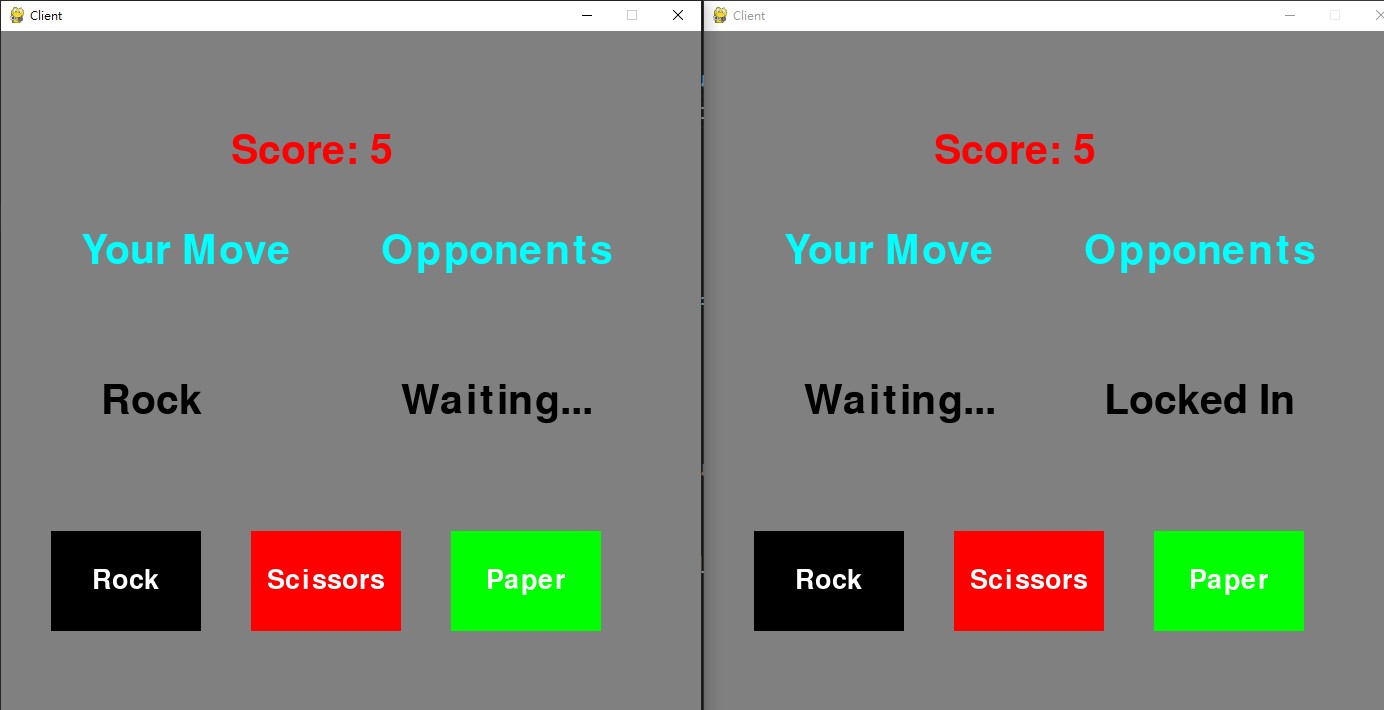 Client
Score: 5
Your Move Opponents
Rock Waiting...
Rock Scissors Paper
Client
Score: 5
Your Move Opponents
Waiting... Locked In
Rock Scissors Paper